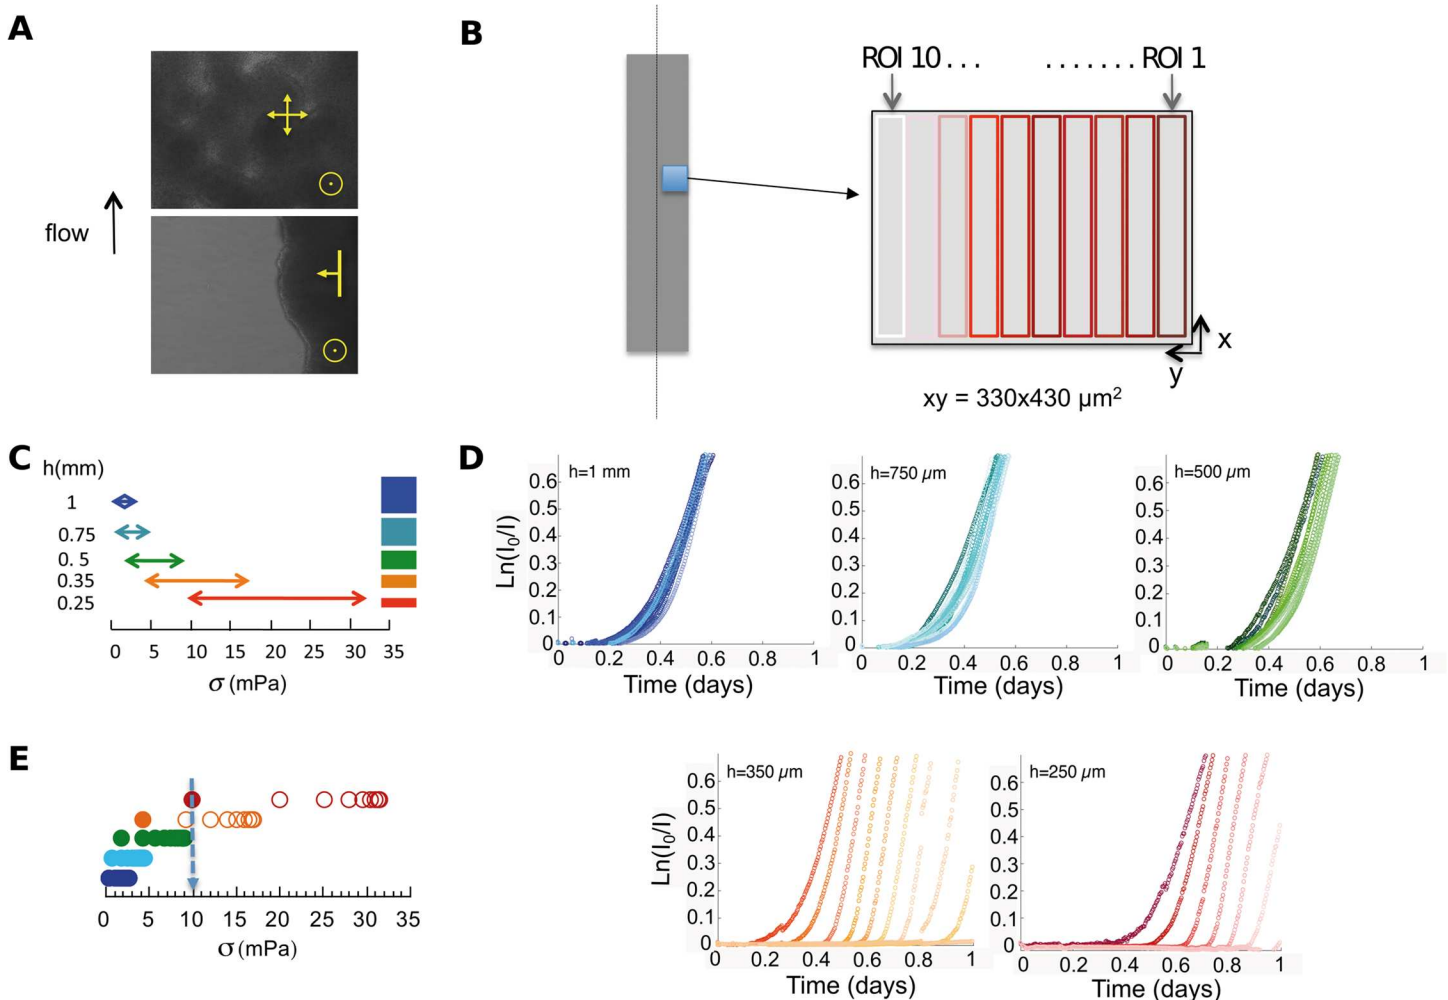 A
flow
B
ROI 10 . . . . . . . . . . ROI 1
x
y
xy = 330x430 µm²
C
h(mm)
1
0.75
0. 5
0.35
0.25
0 5 10 15 20 25 30 35
σ (mPa)
D
h=1 mm
Ln(I₀/I)
0.6
0.5
0.4
0.3
0.2
0.1
0
0 0.2 0.4 0.6 0.8 1
Time (days)
h=750 µm
0.6
0.5
0.4
0.3
0.2
0.1
0
0 0.2 0.4 0.6 0.8 1
Time (days)
h=500 µm
0.6
0.5
0.4
0.3
0.2
0.1
0
0 0.2 0.4 0.6 0.8 1
Time (days)
E
0 5 10 15 20 25 30 35
σ (mPa)
h=350 µm
Ln(I₀/I)
0.6
0.5
0.4
0.3
0.2
0.1
0
0 0.2 0.4 0.6 0.8 1
Time (days)
h=250 µm
0.6
0.5
0.4
0.3
0.2
0.1
0
0 0.2 0.4 0.6 0.8 1
Time (days)